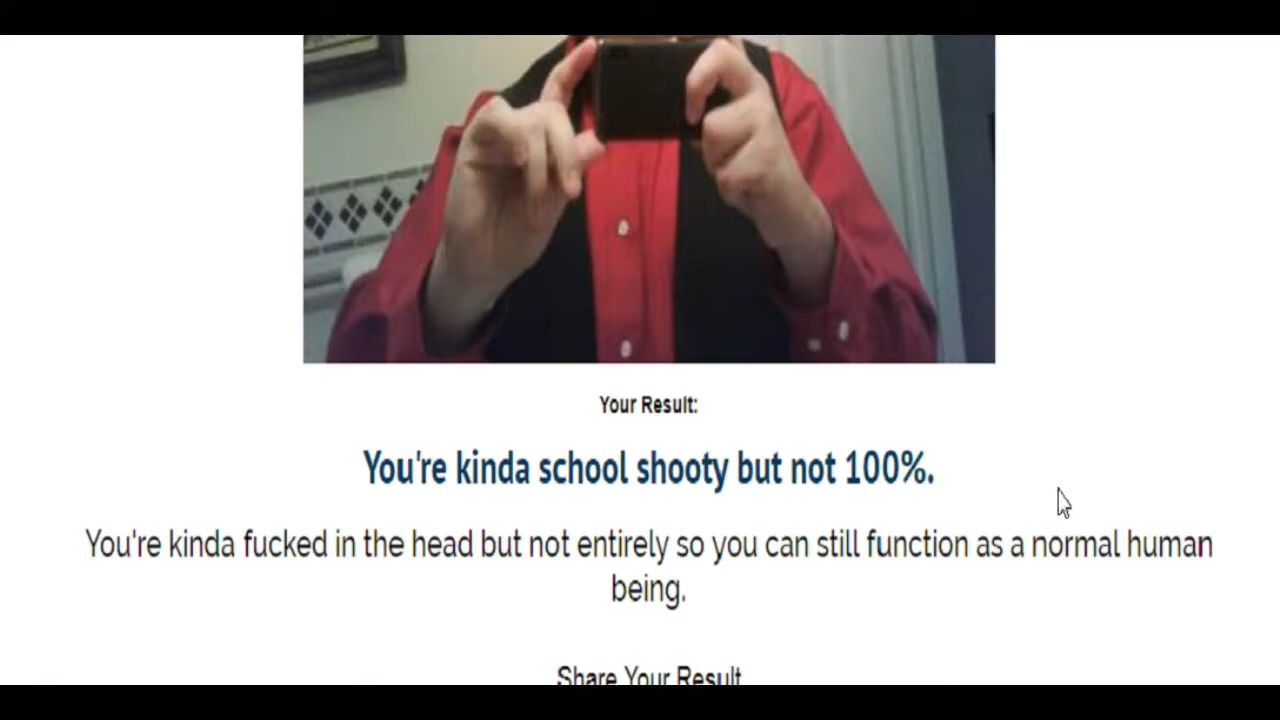 Your Result:
You're kinda school shooty but not 100%.
You're kinda fucked in the head but not entirely so you can still function as a normal human
being.
Share Your Result